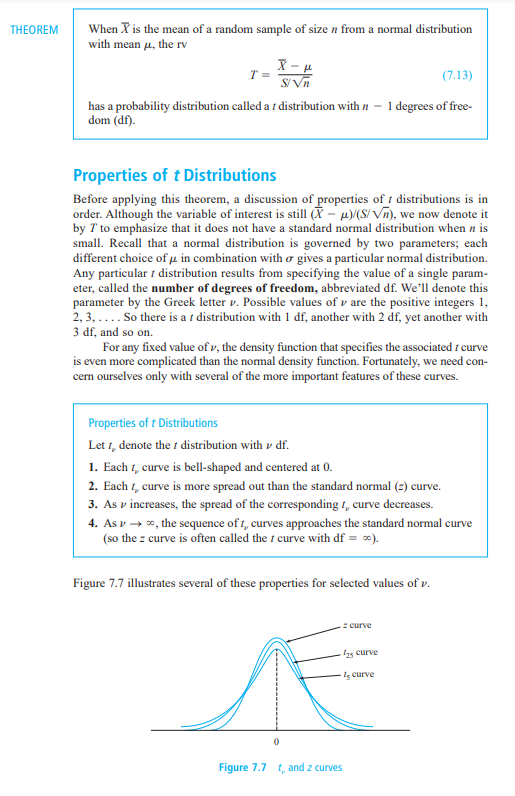 THEOREM
When X̄ is the mean of a random sample of size n from a normal distribution
with mean μ, the rv
T = (X̄ − μ)/(S/√n) (7.13)
has a probability distribution called a t distribution with n − 1 degrees of free-
dom (df).
Properties of t Distributions
Before applying this theorem, a discussion of properties of t distributions is in
order. Although the variable of interest is still (X̄ − μ)/(S/√n), we now denote it
by T to emphasize that it does not have a standard normal distribution when n is
small. Recall that a normal distribution is governed by two parameters; each
different choice of μ in combination with σ gives a particular normal distribution.
Any particular t distribution results from specifying the value of a single param-
eter, called the number of degrees of freedom, abbreviated df. We'll denote this
parameter by the Greek letter ν. Possible values of ν are the positive integers 1,
2, 3, . . . . So there is a t distribution with 1 df, another with 2 df, yet another with
3 df, and so on.
For any fixed value of ν, the density function that specifies the associated t curve
is even more complicated than the normal density function. Fortunately, we need con-
cern ourselves only with several of the more important features of these curves.
Properties of t Distributions
Let tᵥ denote the t distribution with ν df.
1. Each tᵥ curve is bell-shaped and centered at 0.
2. Each tᵥ curve is more spread out than the standard normal (z) curve.
3. As ν increases, the spread of the corresponding tᵥ curve decreases.
4. As ν → ∞, the sequence of tᵥ curves approaches the standard normal curve
(so the z curve is often called the t curve with df = ∞).
Figure 7.7 illustrates several of these properties for selected values of ν.
z curve
t₂₅ curve
t₅ curve
0
Figure 7.7 tᵥ and z curves